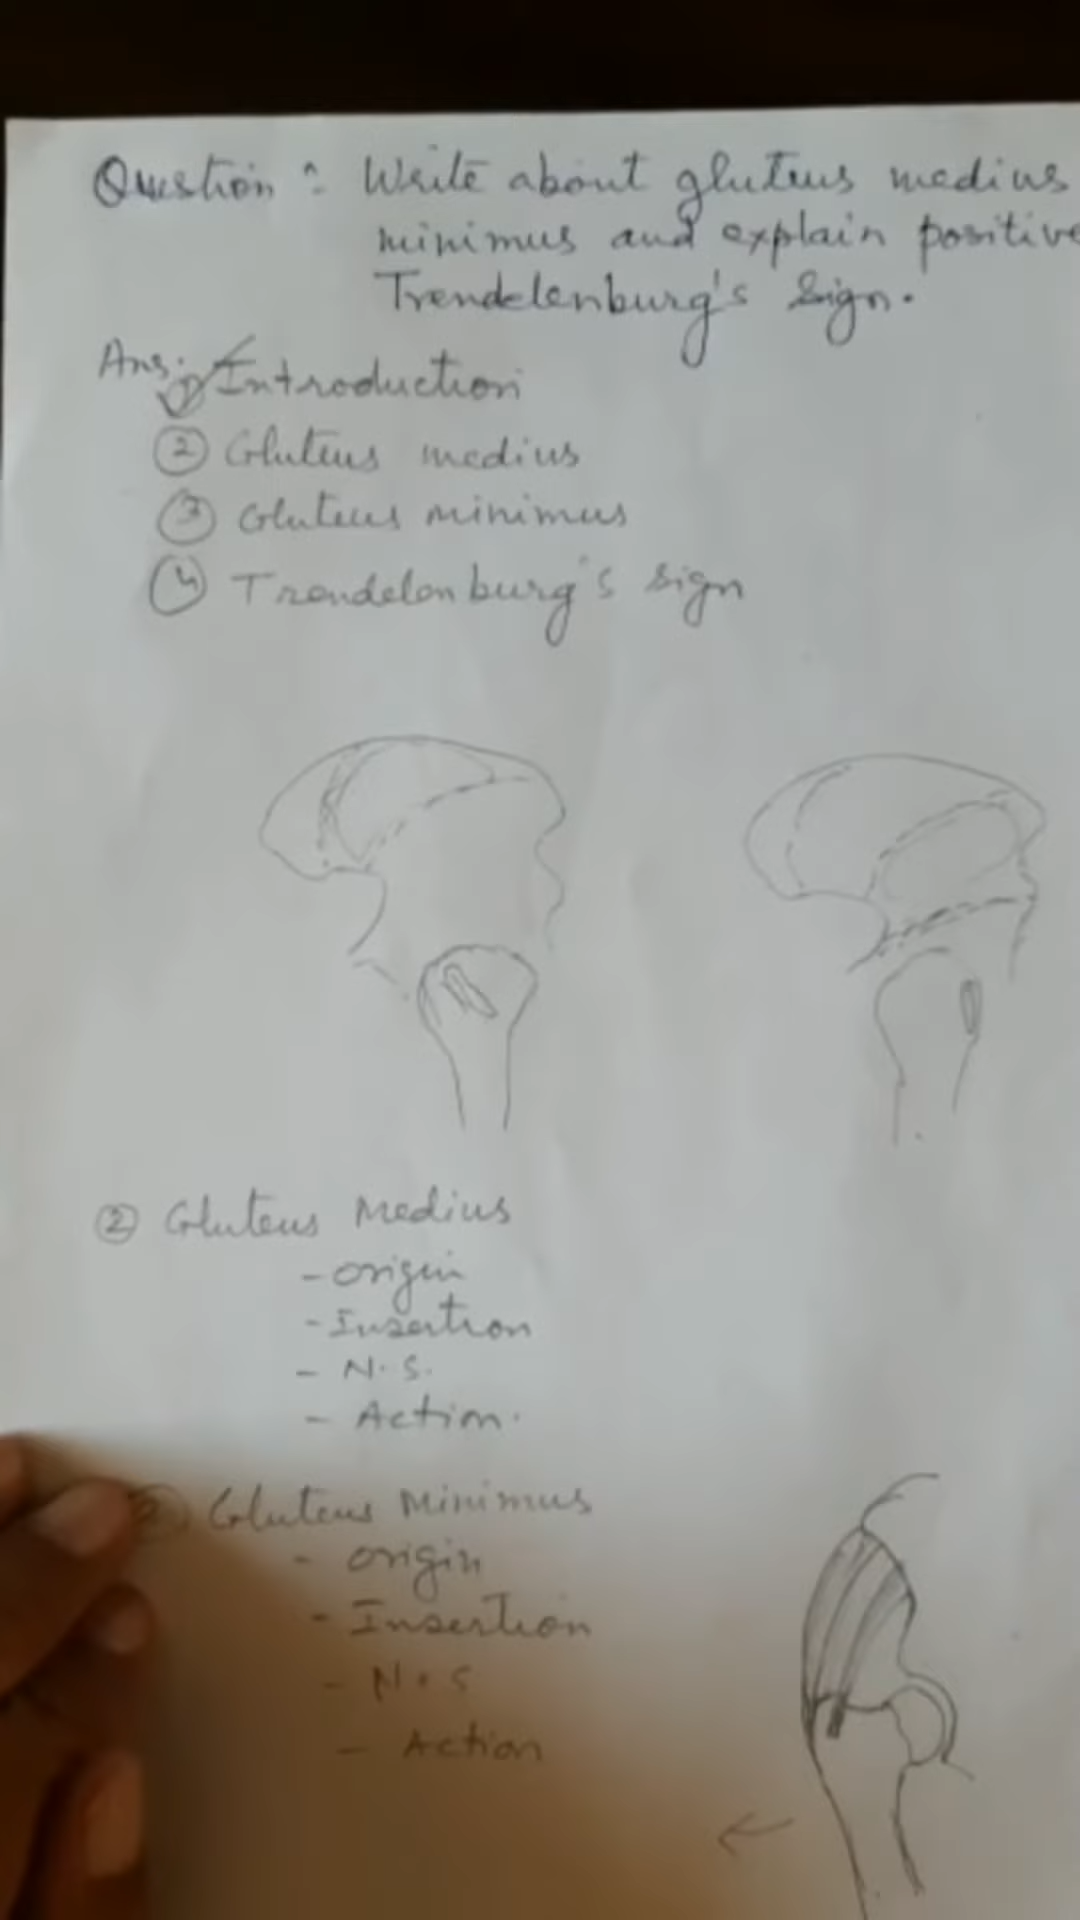 Question : Write about gluteus medius
minimus and explain positive
Trendelenburg's Sign.
Ans:
① Introduction
② Gluteus medius
③ Gluteus minimus
④ Trendelenburg's sign
② Gluteus Medius
- origin
- Insertion
- N.S.
- Action.
Gluteus Minimus
- origin
- Insertion
- N.S
- Action